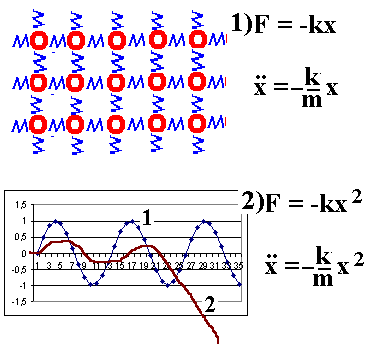 1)F = -kx
ẍ = -k/m x
2)F = -kx²
ẍ = -k/m x²
1,5
1
0,5
0
-0,5
-1
-1,5
1 3 5 7 9 11 13 15 17 19 21 23 25 27 29 31 33 35
1
2